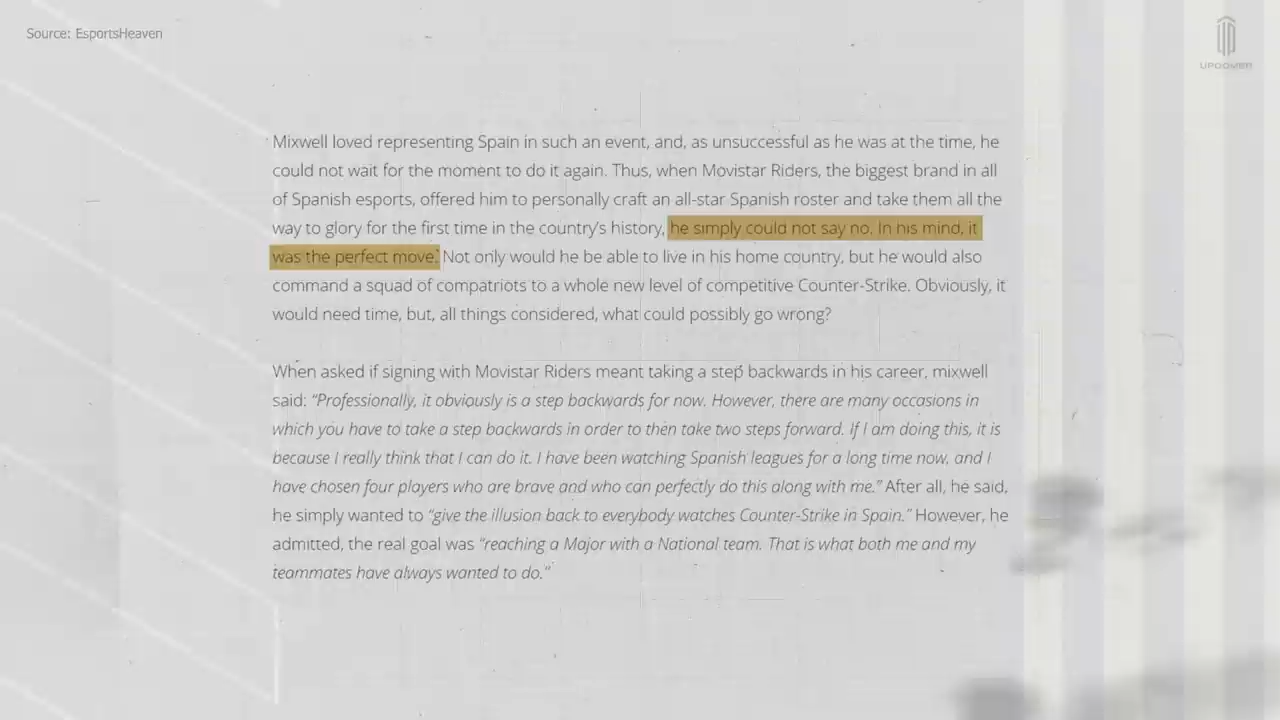 Source: EsportsHeaven
UPCOMER
Mixwell loved representing Spain in such an event, and, as unsuccessful as he was at the time, he
could not wait for the moment to do it again. Thus, when Movistar Riders, the biggest brand in all
of Spanish esports, offered him to personally craft an all-star Spanish roster and take them all the
way to glory for the first time in the country's history, he simply could not say no. In his mind, it
was the perfect move. Not only would he be able to live in his home country, but he would also
command a squad of compatriots to a whole new level of competitive Counter-Strike. Obviously, it
would need time, but, all things considered, what could possibly go wrong?
When asked if signing with Movistar Riders meant taking a step backwards in his career, mixwell
said: “Professionally, it obviously is a step backwards for now. However, there are many occasions in
which you have to take a step backwards in order to then take two steps forward. If I am doing this, it is
because I really think that I can do it. I have been watching Spanish leagues for a long time now, and I
have chosen four players who are brave and who can perfectly do this along with me.” After all, he said,
he simply wanted to “give the illusion back to everybody watches Counter-Strike in Spain.” However, he
admitted, the real goal was “reaching a Major with a National team. That is what both me and my
teammates have always wanted to do.”